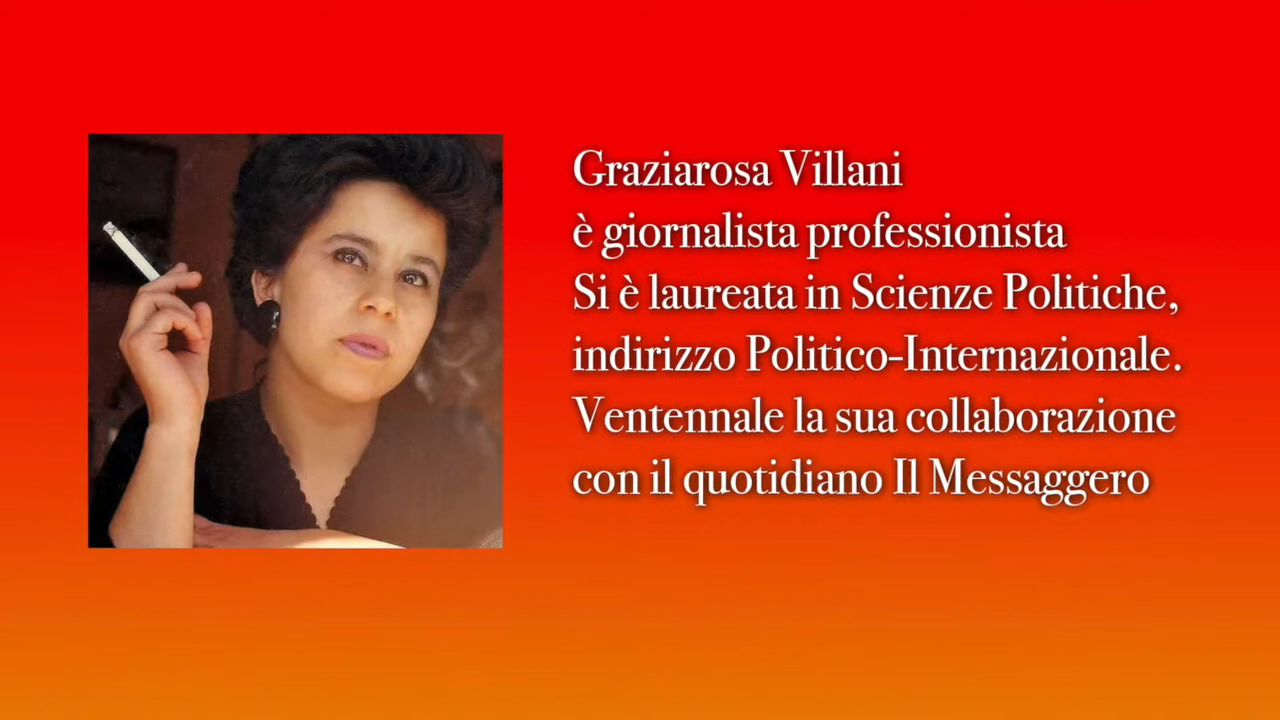 Graziarosa Villani
è giornalista professionista
Si è laureata in Scienze Politiche,
indirizzo Politico-Internazionale.
Ventennale la sua collaborazione
con il quotidiano Il Messaggero